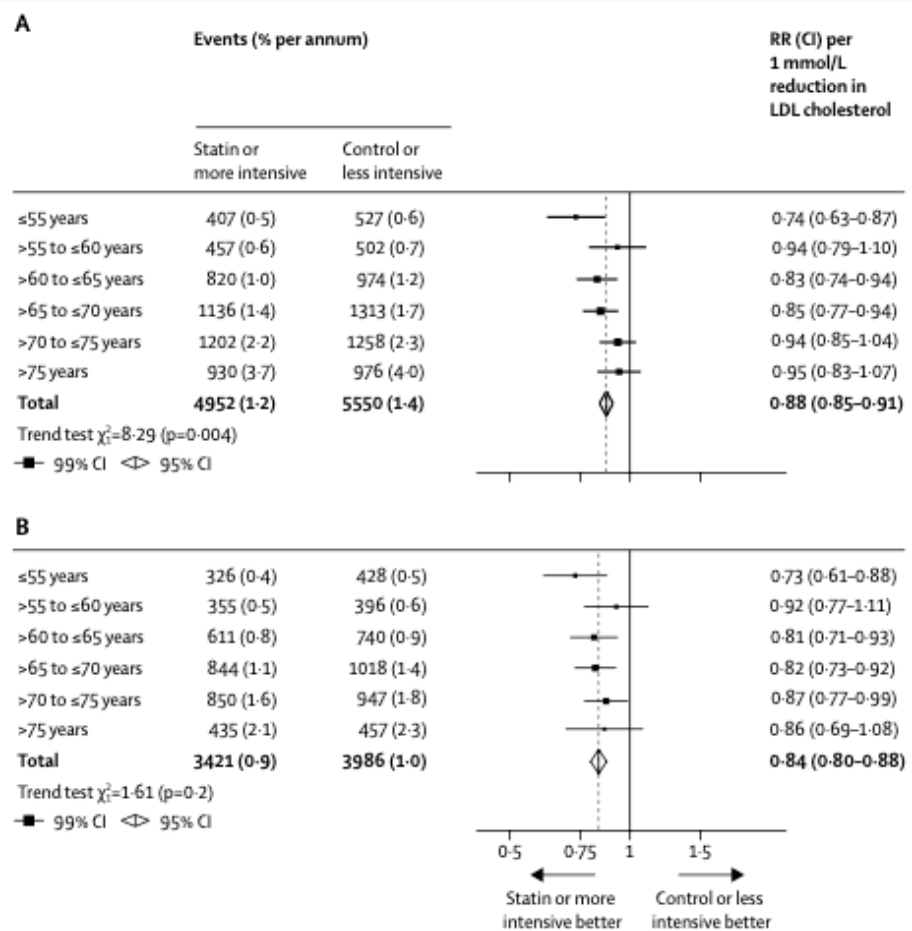 A
Events (% per annum)
RR (CI) per
1 mmol/L
reduction in
LDL cholesterol
Statin or
more intensive
Control or
less intensive
≤55 years 407 (0·5) 527 (0·6) 0·74 (0·63–0·87)
>55 to ≤60 years 457 (0·6) 502 (0·7) 0·94 (0·79–1·10)
>60 to ≤65 years 820 (1·0) 974 (1·2) 0·83 (0·74–0·94)
>65 to ≤70 years 1136 (1·4) 1313 (1·7) 0·85 (0·77–0·94)
>70 to ≤75 years 1202 (2·2) 1258 (2·3) 0·94 (0·85–1·04)
>75 years 930 (3·7) 976 (4·0) 0·95 (0·83–1·07)
Total 4952 (1·2) 5550 (1·4) 0·88 (0·85–0·91)
Trend test χ²₁=8·29 (p=0·004)
99% CI 95% CI
B
≤55 years 326 (0·4) 428 (0·5) 0·73 (0·61–0·88)
>55 to ≤60 years 355 (0·5) 396 (0·6) 0·92 (0·77–1·11)
>60 to ≤65 years 611 (0·8) 740 (0·9) 0·81 (0·71–0·93)
>65 to ≤70 years 844 (1·1) 1018 (1·4) 0·82 (0·73–0·92)
>70 to ≤75 years 850 (1·6) 947 (1·8) 0·87 (0·77–0·99)
>75 years 435 (2·1) 457 (2·3) 0·86 (0·69–1·08)
Total 3421 (0·9) 3986 (1·0) 0·84 (0·80–0·88)
Trend test χ²₁=1·61 (p=0·2)
99% CI 95% CI
0·5 0·75 1 1·5
Statin or more
intensive better
Control or less
intensive better